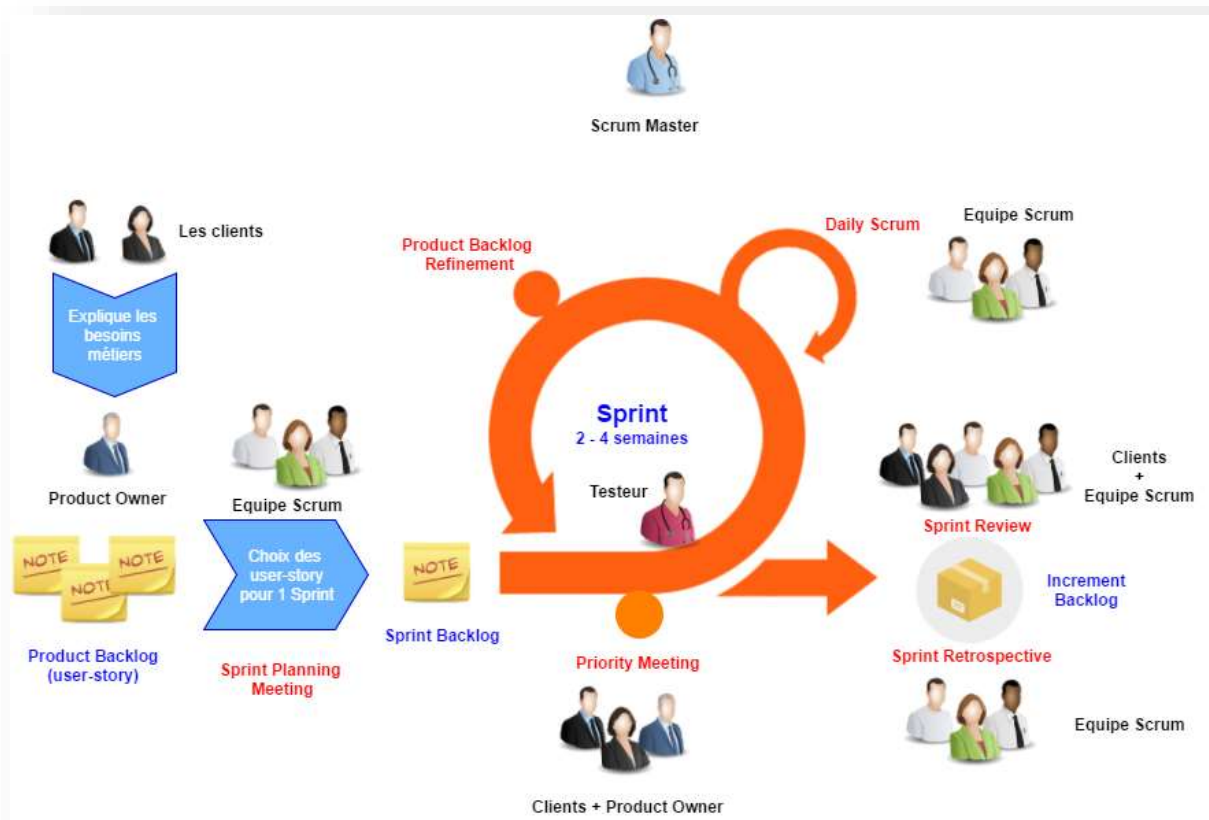 Scrum Master
Les clients
Explique les
besoins
métiers
Product Owner
Equipe Scrum
NOTE
NOTE
NOTE
Product Backlog
(user-story)
Choix des
user-story
pour 1 Sprint
Sprint Planning
Meeting
NOTE
Sprint Backlog
Product Backlog
Refinement
Daily Scrum
Equipe Scrum
Sprint
2 - 4 semaines
Testeur
Priority Meeting
Clients + Product Owner
Clients
+
Equipe Scrum
Sprint Review
Increment
Backlog
Sprint Retrospective
Equipe Scrum